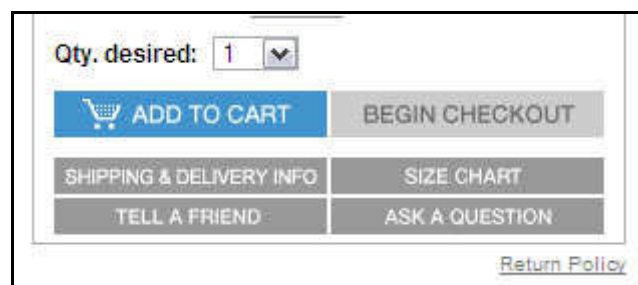 Qty. desired: 1
ADD TO CART BEGIN CHECKOUT
SHIPPING & DELIVERY INFO SIZE CHART
TELL A FRIEND ASK A QUESTION
Return Policy